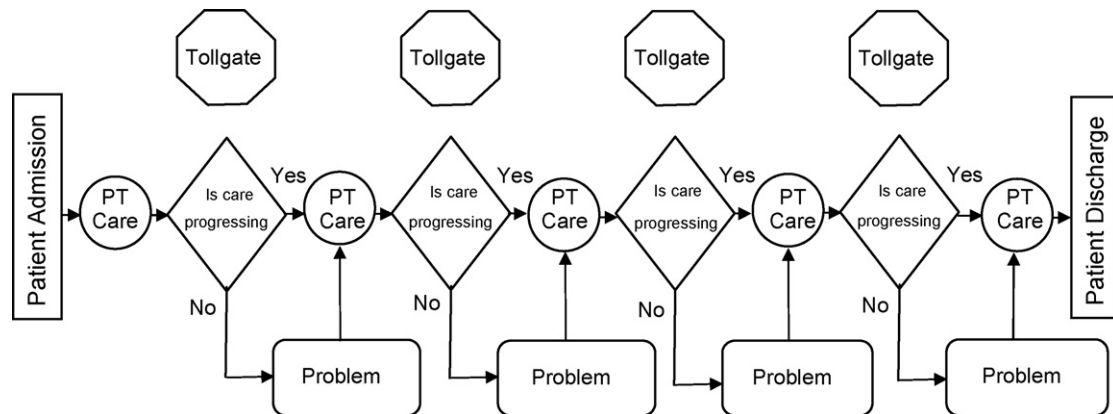 Tollgate
Tollgate
Tollgate
Tollgate
Patient Admission
PT
Care
Is care
progressing
Yes
No
Problem
PT
Care
Is care
progressing
Yes
No
Problem
PT
Care
Is care
progressing
Yes
No
Problem
PT
Care
Is care
progressing
Yes
No
Problem
PT
Care
Patient Discharge